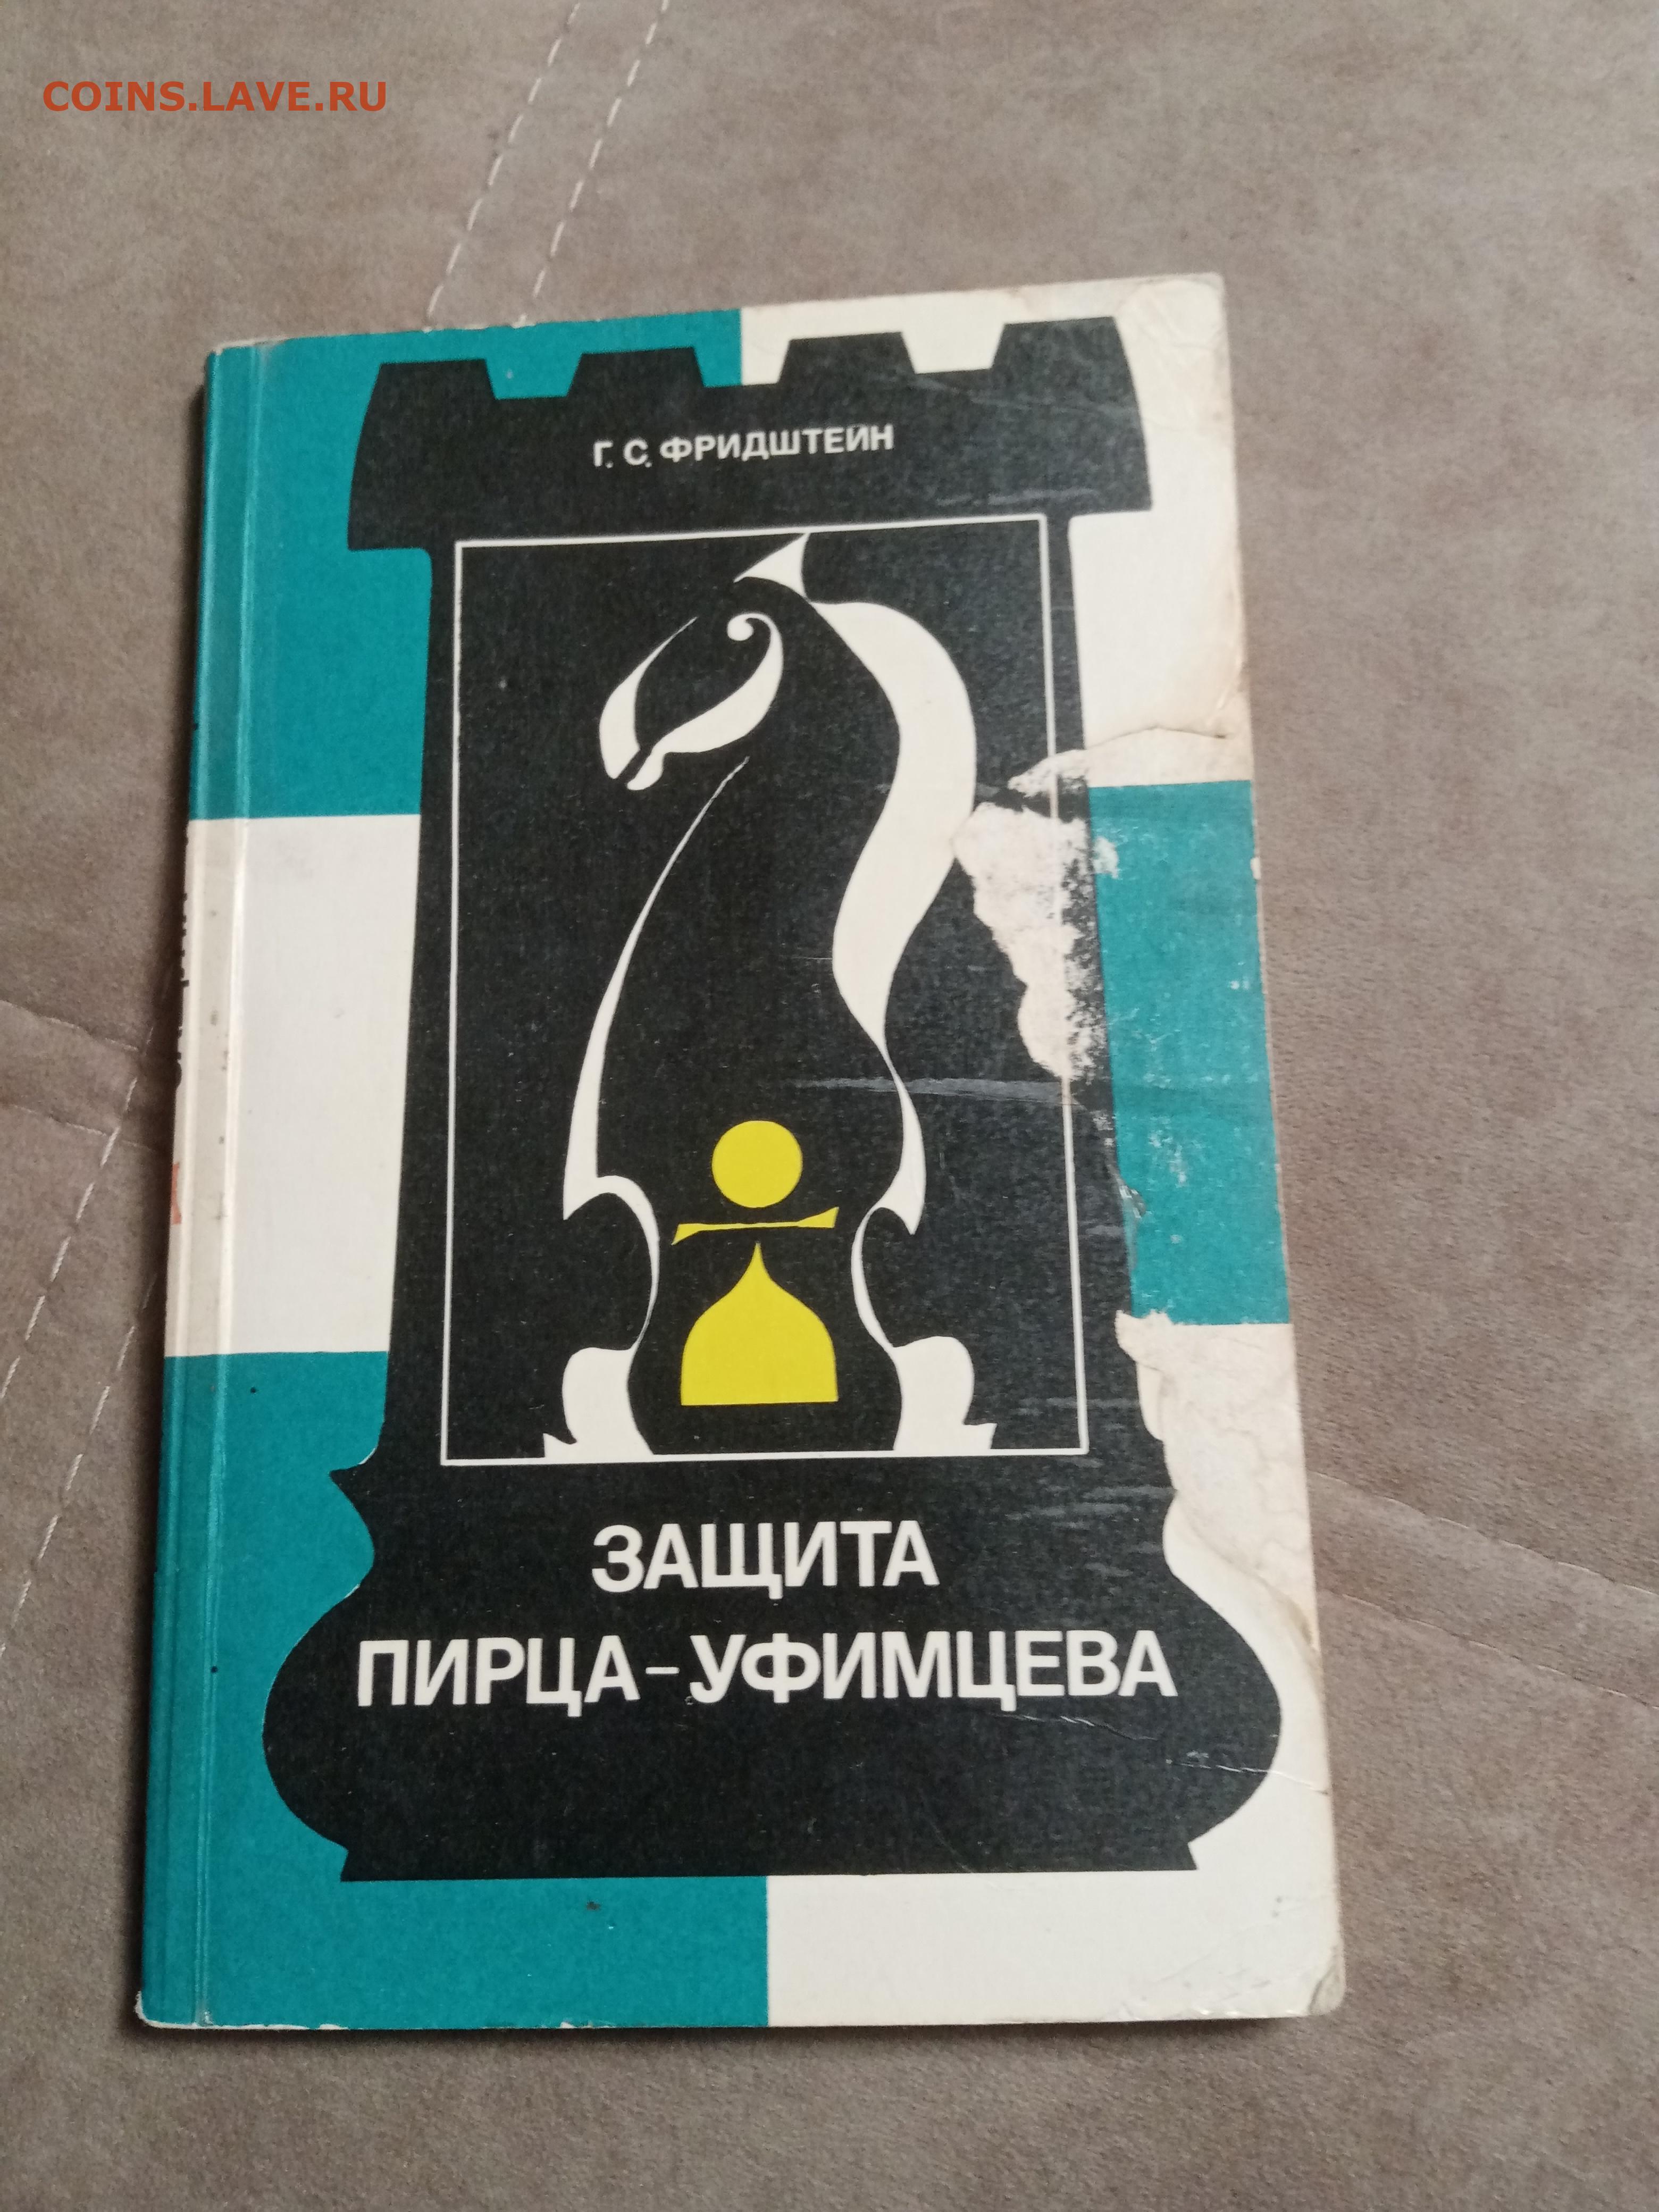 COINS.LAVE.RU
Г. С. ФРИДШТЕЙН
ЗАЩИТА
ПИРЦА-УФИМЦЕВА